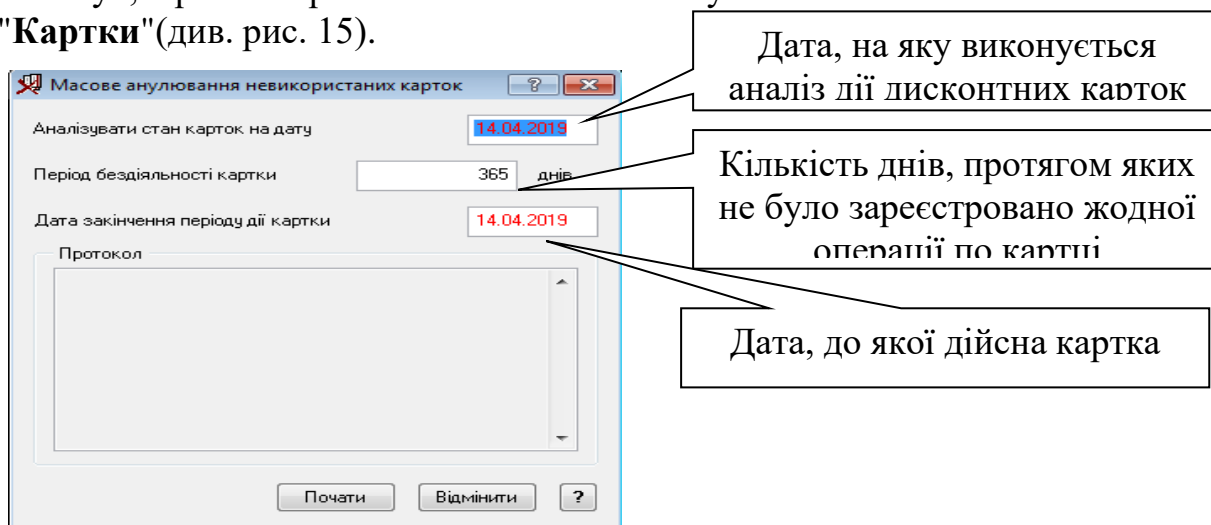 "Картки"(див. рис. 15).
Масове анулювання невикористаних карток
Аналізувати стан карток на дату
14.04.2019
Період бездіяльності картки
365
днів
Дата закінчення періоду дії картки
14.04.2019
Протокол
Почати
Відмінити
?
Дата, на яку виконується
аналіз дії дисконтних карток
Кількість днів, протягом яких
не було зареєстровано жодної
операції по картці
Дата, до якої дійсна картка